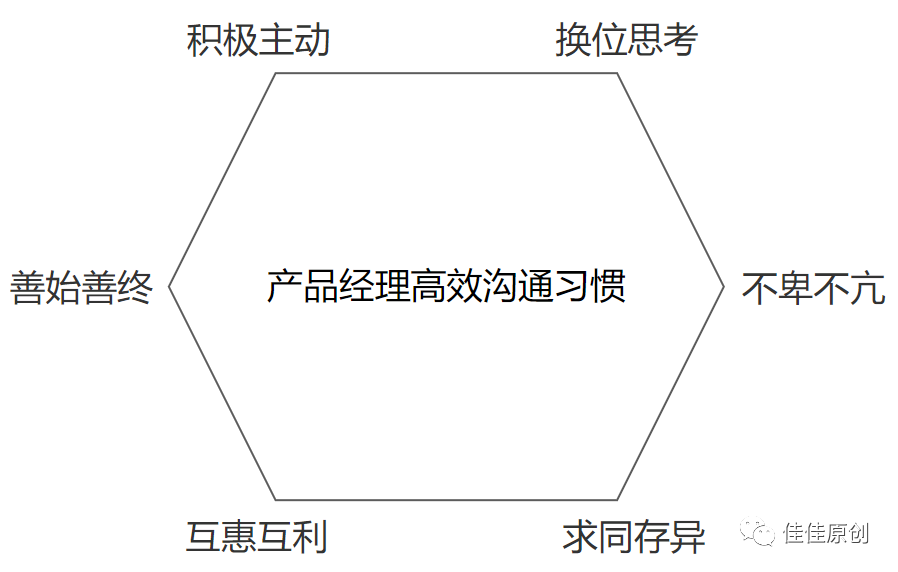 积极主动
换位思考
善始善终
产品经理高效沟通习惯
不卑不亢
互惠互利
求同存异
佳佳原创